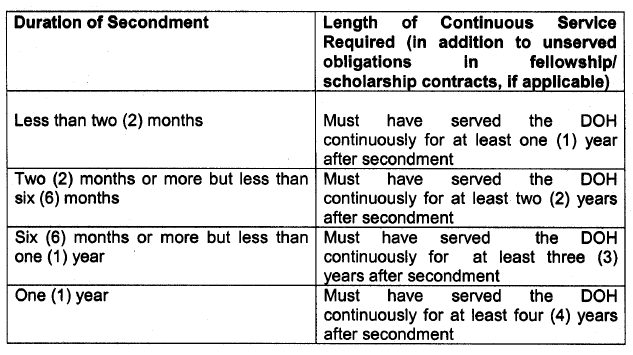 Duration of Secondment
Length of Continuous Service
Required (in addition to unserved
obligations in fellowship/
scholarship contracts, if applicable)
Less than two (2) months
Must have served the DOH
continuously for at least one (1) year
after secondment
Two (2) months or more but less than
six (6) months
Must have served the DOH
continuously for at least two (2) years
after secondment
Six (6) months or more but less than
one (1) year
Must have served the DOH
continuously for at least three (3)
years after secondment
One (1) year
Must have served the DOH
continuously for at least four (4) years
after secondment